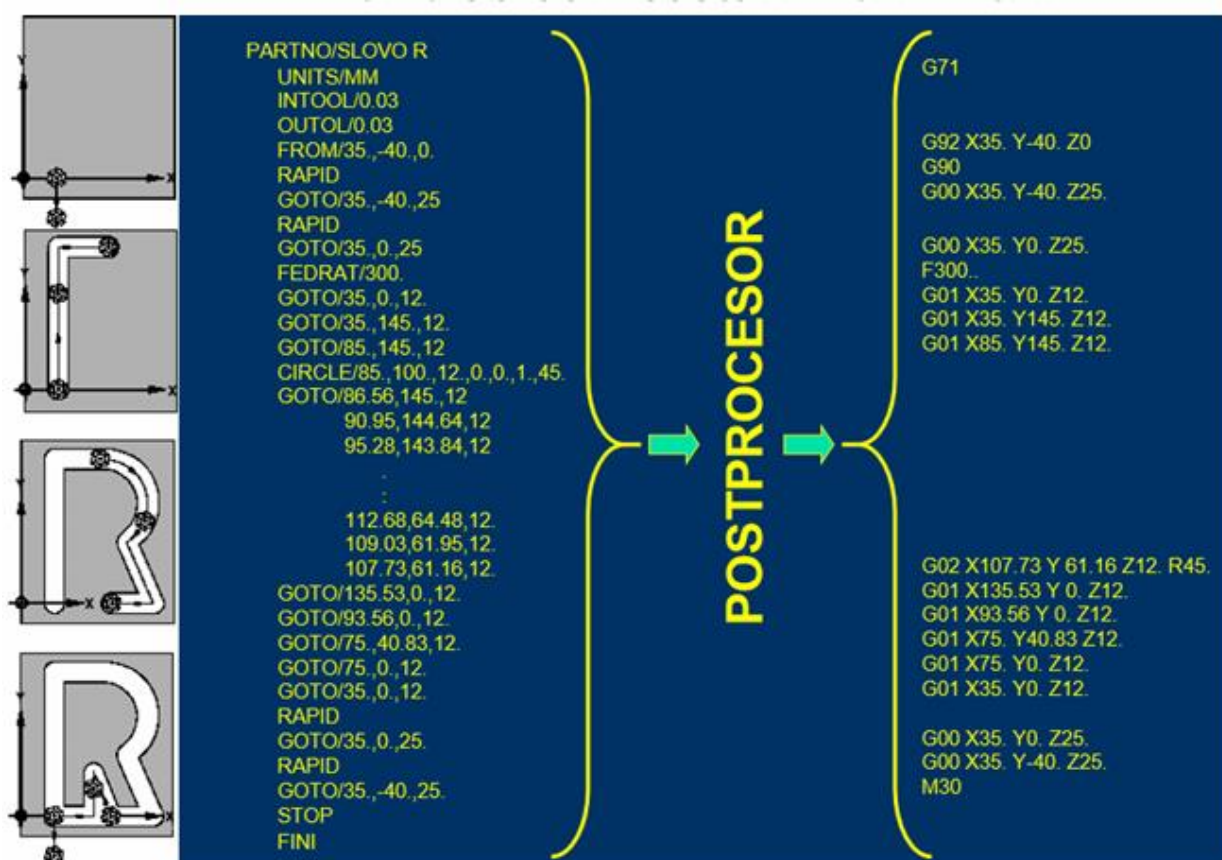 PARTNO/SLOVO R
UNITS/MM
INTOOL/0.03
OUTOL/0.03
FROM/35.,-40.,0.
RAPID
GOTO/35.,-40.,25
RAPID
GOTO/35.,0.,25
FEDRAT/300.
GOTO/35.,0.,12.
GOTO/35.,145.,12.
GOTO/85.,145.,12
CIRCLE/85.,100.,12.,0.,0.,1.,45.
GOTO/86.56,145.,12
90.95,144.64,12
95.28,143.84,12
:
:
112.68,64.48,12.
109.03,61.95,12.
107.73,61.16,12.
GOTO/135.53,0.,12.
GOTO/93.56,0.,12.
GOTO/75.,40.83,12.
GOTO/75.,0.,12.
GOTO/35.,0.,12.
RAPID
GOTO/35.,0.,25.
RAPID
GOTO/35.,-40.,25.
STOP
FINI
POSTPROCESOR
G71
G92 X35. Y-40. Z0
G90
G00 X35. Y-40. Z25.
G00 X35. Y0. Z25.
F300..
G01 X35. Y0. Z12.
G01 X35. Y145. Z12.
G01 X85. Y145. Z12.
G02 X107.73 Y 61.16 Z12. R45.
G01 X135.53 Y 0. Z12.
G01 X93.56 Y 0. Z12.
G01 X75. Y40.83 Z12.
G01 X75. Y0. Z12.
G01 X35. Y0. Z12.
G00 X35. Y0. Z25.
G00 X35. Y-40. Z25.
M30
Y
X
Y
X
Y
X
Y
X